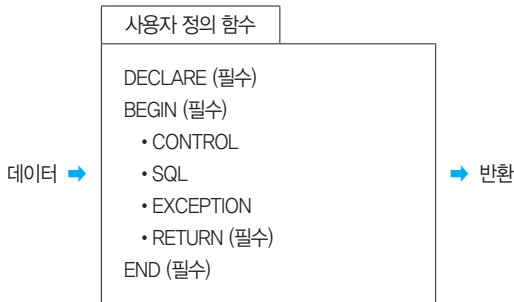 사용자 정의 함수
DECLARE (필수)
BEGIN (필수)
• CONTROL
데이터 ➡ • SQL ➡ 반환
• EXCEPTION
• RETURN (필수)
END (필수)